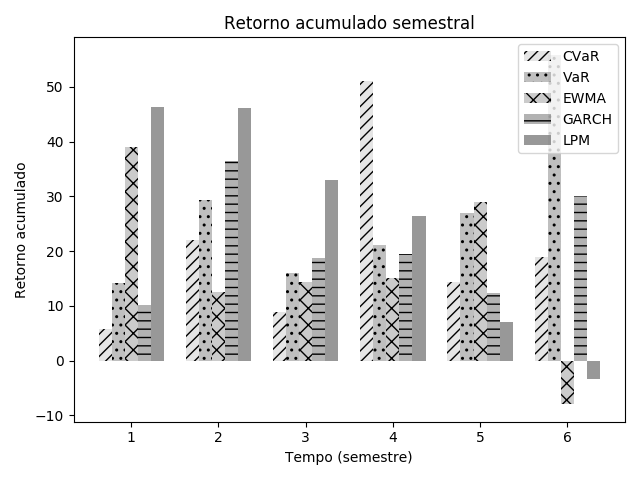 Retorno acumulado semestral
Retorno acumulado
50
40
30
20
10
0
−10
CVaR
VaR
EWMA
GARCH
LPM
1 2 3 4 5 6
Tempo (semestre)